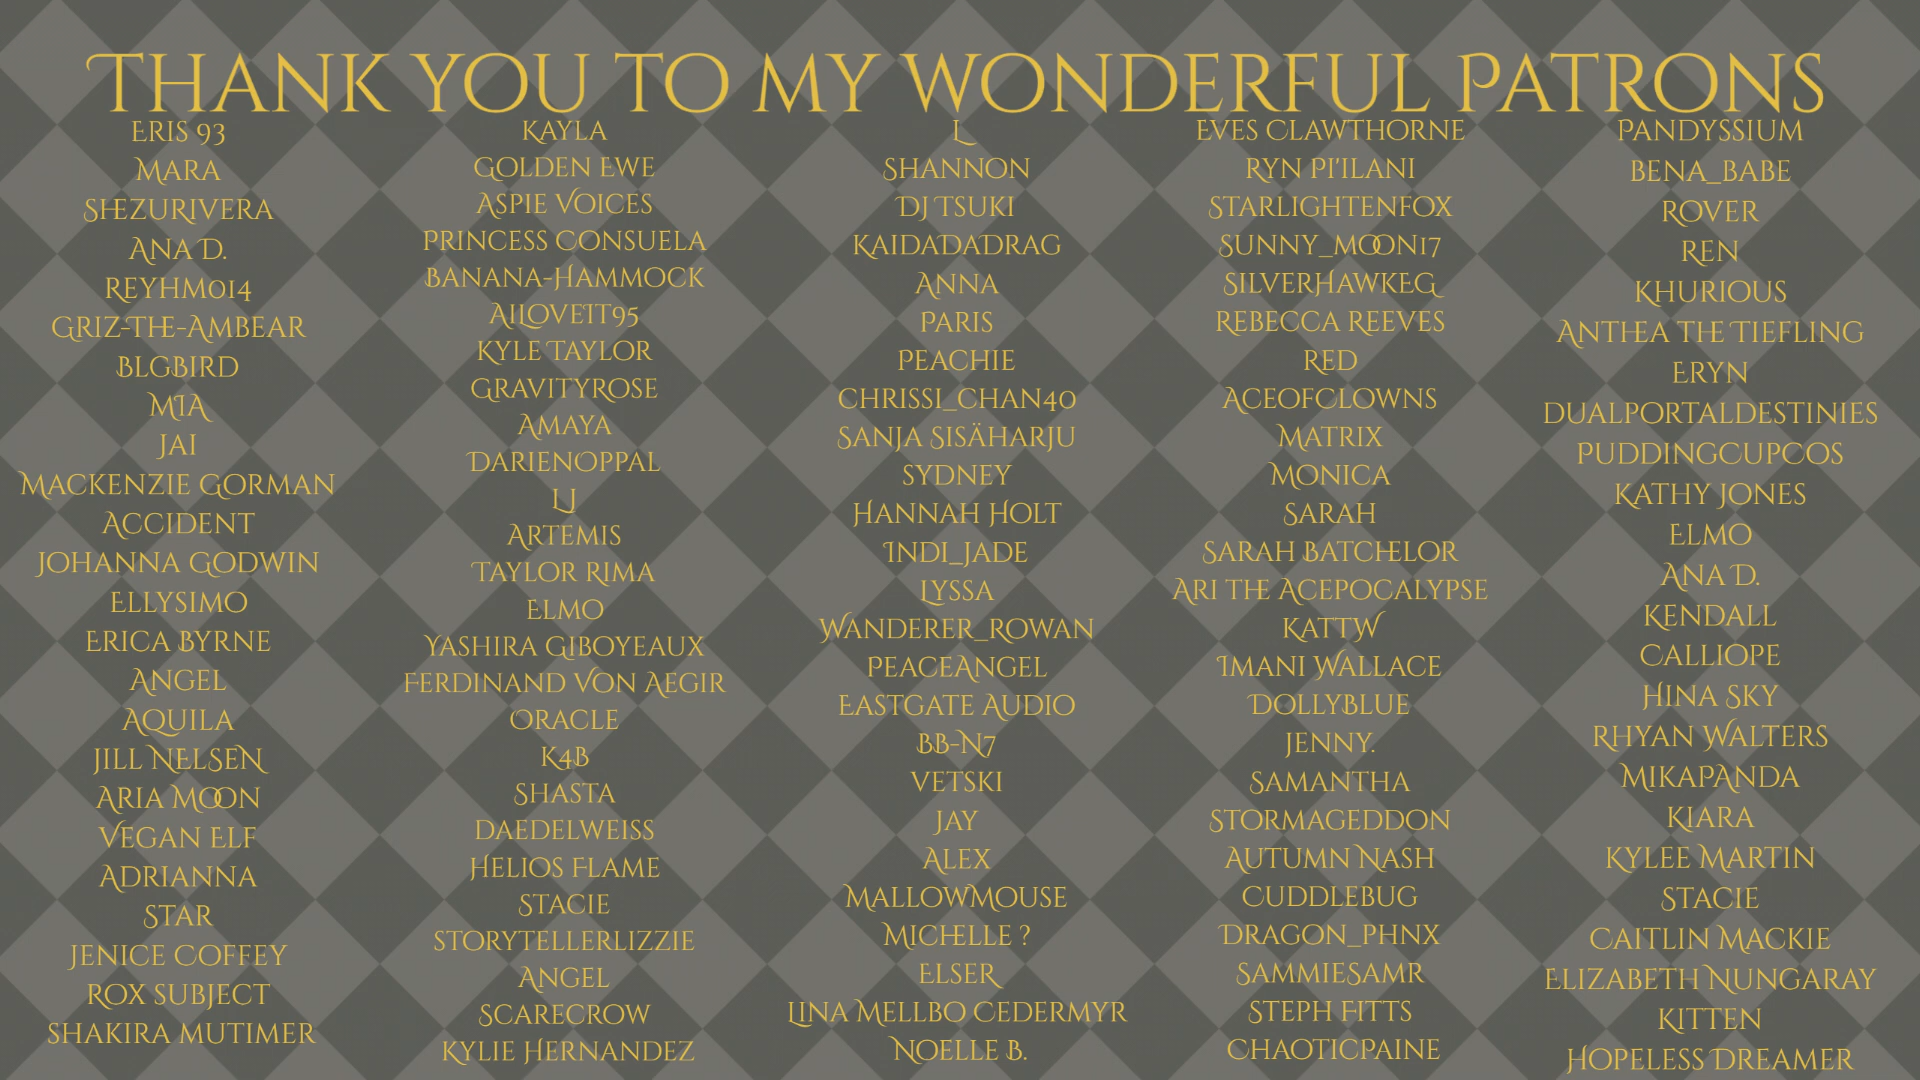 Thank you to my wonderful Patrons
Eris 93
Mara
ShezuRivera
Ana D.
Reyhm014
Griz-the-Ambear
BlgBird
Mia
Jai
Mackenzie Gorman
Accident
Johanna Godwin
Ellysimo
Erica Byrne
Angel
Aquila
Jill Nelsen
Aria Moon
Vegan Elf
Adrianna
Star
Jenice Coffey
Rox subject
shakira mutimer
Kayla
Golden Ewe
Aspie Voices
Princess Consuela
Banana-Hammock
AiiLoveIt95
Kyle Taylor
GravityRose
Amaya
DarienOppal
LJ
Artemis
Taylor Rima
Elmo
Yashira Giboyeaux
Ferdinand Von Aegir
Oracle
K4B
Shasta
daedelweiss
Helios Flame
Stacie
storytellerlizzie
Angel
Scarecrow
Kylie Hernandez
L
Shannon
DJ Tsuki
KaidadaDrag
Anna
Paris
Peachie
chrissi_chan40
Sanja Sisäharju
Sydney
Hannah Holt
Indi_Jade
Lyssa
Wanderer_Rowan
PeaceAngel
Eastgate Audio
BB-N7
vetski
Jay
Alex
MallowMouse
Michelle ?
Elser
Lina Mellbo Cedermyr
Noelle B.
Eves Clawthorne
Ryn Pi'ilani
Starlightenfox
Sunny_Moon17
SilverHawkeG
Rebecca Reeves
Red
AceofClowns
Matrix
Monica
Sarah
Sarah Batchelor
Ari the Acepocalypse
KattW
Imani Wallace
DollyBlue
Jenny.
Samantha
Stormageddon
Autumn Nash
Cuddlebug
Dragon_phnx
SammieSamr
Steph Fitts
ChaoticPaine
Pandyssium
bena_babe
Rover
Ren
Khurious
Anthea the Tiefling
Eryn
dualportaldestinies
Puddingcupcos
Kathy Jones
Elmo
Ana D.
Kendall
Calliope
Hina Sky
Rhyan Walters
MikaPanda
Kiara
Kylee Martin
Stacie
Caitlin Mackie
Elizabeth Nungaray
Kitten
Hopeless Dreamer